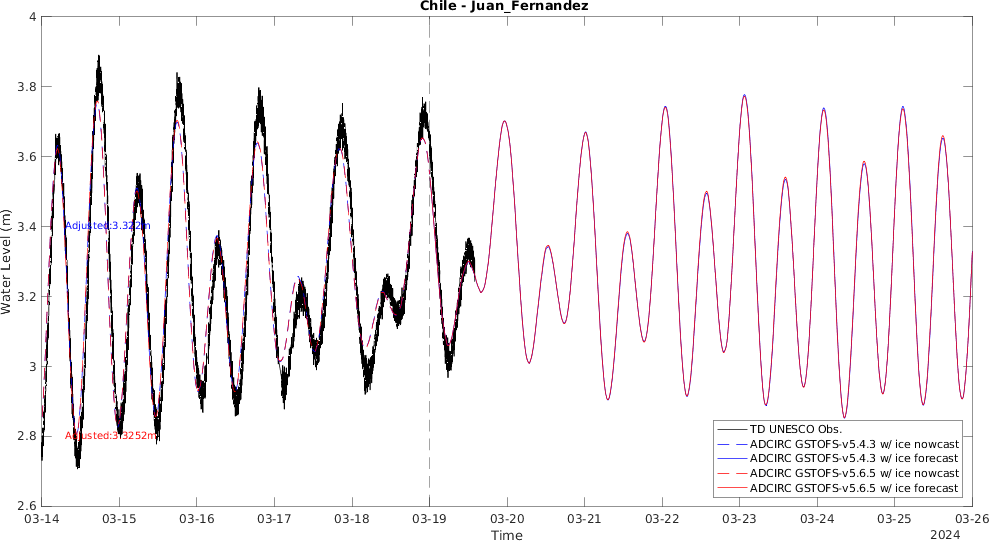 Chile - Juan_Fernandez
Water Level (m)
4
3.8
3.6
3.4
3.2
3
2.8
2.6
Adjusted:3.322m
Adjusted:3.3252m
TD UNESCO Obs.
ADCIRC GSTOFS-v5.4.3 w/ ice nowcast
ADCIRC GSTOFS-v5.4.3 w/ ice forecast
ADCIRC GSTOFS-v5.6.5 w/ ice nowcast
ADCIRC GSTOFS-v5.6.5 w/ ice forecast
03-14 03-15 03-16 03-17 03-18 03-19 03-20 03-21 03-22 03-23 03-24 03-25 03-26
Time
2024